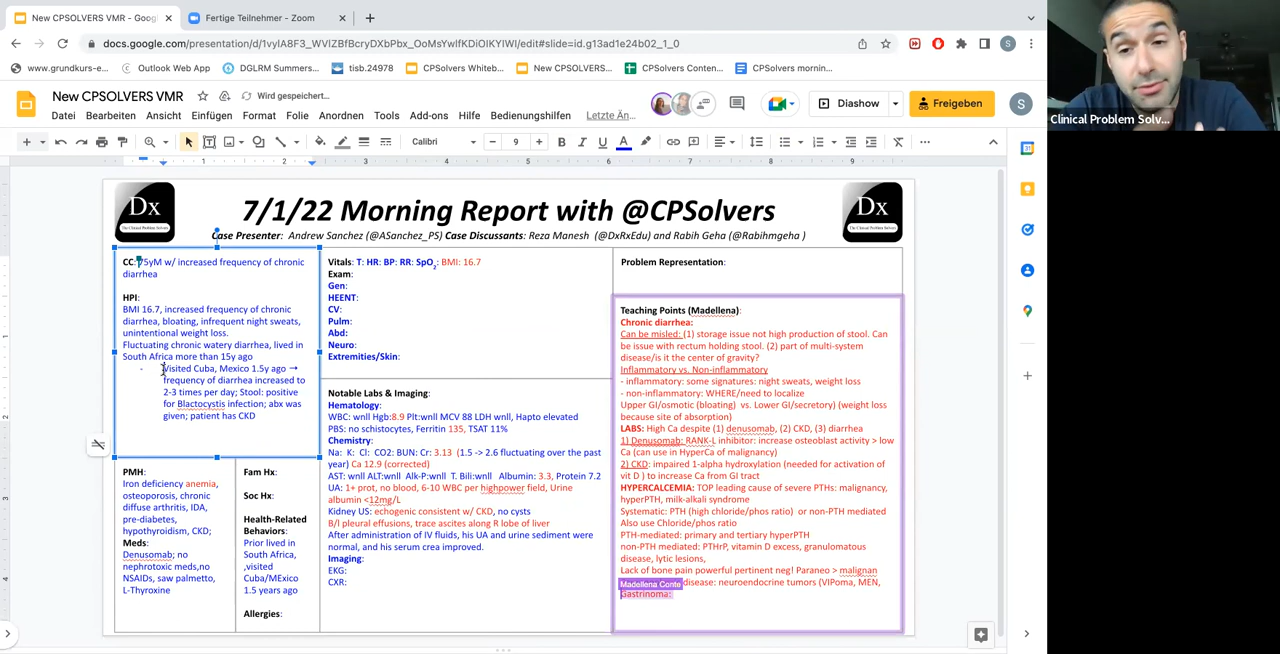 New CPSOLVERS VMR - Goog
Fertige Teilnehmer - Zoom
docs.google.com/presentation/d/1vyIA8F3_WVIZBfBcryDXbPbx_OoMsYwlfKDiOIKYIWI/edit#slide=id.g13ad1e24b02_1_0
www.grundkurs-e...
Outlook Web App
DGLRM Summers...
tisb.24978
CPSolvers Whiteb...
New CPSOLVERS...
CPSolvers Conten...
CPSolvers mornin...
New CPSOLVERS VMR
Wird gespeichert...
Datei Bearbeiten Ansicht Einfügen Format Folie Anordnen Tools Add-ons Hilfe Bedienungshilfen Letzte Än...
Diashow
Freigeben
S
Calibri
9
Clinical Problem Solv...
Dx
The Clinical Problem Solvers
7/1/22 Morning Report with @CPSolvers
Case Presenter: Andrew Sanchez (@ASanchez_PS) Case Discussants: Reza Manesh (@DxRxEdu) and Rabih Geha (@Rabihmgeha )
Dx
The Clinical Problem Solvers
CC: 75yM w/ increased frequency of chronic
diarrhea
HPI:
BMI 16.7, increased frequency of chronic
diarrhea, bloating, infrequent night sweats,
unintentional weight loss.
Fluctuating chronic watery diarrhea, lived in
South Africa more than 15y ago
- Visited Cuba, Mexico 1.5y ago →
frequency of diarrhea increased to
2-3 times per day; Stool: positive
for Blactocystis infection; abx was
given; patient has CKD
PMH:
Iron deficiency anemia,
osteoporosis, chronic
diffuse arthritis, IDA,
pre-diabetes,
hypothyroidism, CKD;
Meds:
Denusomab; no
nephrotoxic meds,no
NSAIDs, saw palmetto,
L-Thyroxine
Fam Hx:
Soc Hx:
Health-Related
Behaviors:
Prior lived in
South Africa,
,visited
Cuba/MExico
1.5 years ago
Allergies:
Vitals: T: HR: BP: RR: SpO2: BMI: 16.7
Exam:
Gen:
HEENT:
CV:
Pulm:
Abd:
Neuro:
Extremities/Skin:
Notable Labs & Imaging:
Hematology:
WBC: wnll Hgb:8.9 Plt:wnll MCV 88 LDH wnll, Hapto elevated
PBS: no schistocytes, Ferritin 135, TSAT 11%
Chemistry:
Na: K: Cl: CO2: BUN: Cr: 3.13 (1.5 -> 2.6 fluctuating over the past
year) Ca 12.9 (corrected)
AST:wnll ALT:wnll Alk-P:wnll T. Bili:wnl Albumin: 3.3, Protein 7.2
UA: 1+ prot, no blood, 6-10 WBC per highpower field, Urine
albumin <12mg/L
Kidney US: echogenic consistent w/ CKD, no cysts
B/l pleural effusions, trace ascites along R lobe of liver
After administration of IV fluids, his UA and urine sediment were
normal, and his serum crea improved.
Imaging:
EKG:
CXR:
Problem Representation:
Teaching Points (Madellena):
Chronic diarrhea:
Can be misled: (1) storage issue not high production of stool. Can
be issue with rectum holding stool. (2) part of multi-system
disease/is it the center of gravity?
Inflammatory vs. Non-inflammatory
- inflammatory: some signatures: night sweats, weight loss
- non-inflammatory: WHERE/need to localize
Upper GI/osmotic (bloating) vs. Lower GI/secretory) (weight loss
because site of absorption)
LABS: High Ca despite (1) denusomab, (2) CKD, (3) diarrhea
1) Denusomab: RANK-L inhibitor: increase osteoblast activity > low
Ca (can use in HyperCa of malignancy)
2) CKD: impaired 1-alpha hydroxylation (needed for activation of
vit D ) to increase Ca from GI tract
HYPERCALCEMIA: TOP leading cause of severe PTHs: malignancy,
hyperPTH, milk-alkali syndrome
Systematic: PTH (high chloride/phos ratio) or non-PTH mediated
Also use Chloride/phos ratio
PTH-mediated: primary and tertiary hyperPTH
non-PTH mediated: PTHrP, vitamin D excess, granulomatous
disease, lytic lesions,
Lack of bone pain powerful pertinent neg! Paraneo > malignan
Madellena Conte
disease: neuroendocrine tumors (VIPoma, MEN,
Gastrinoma: